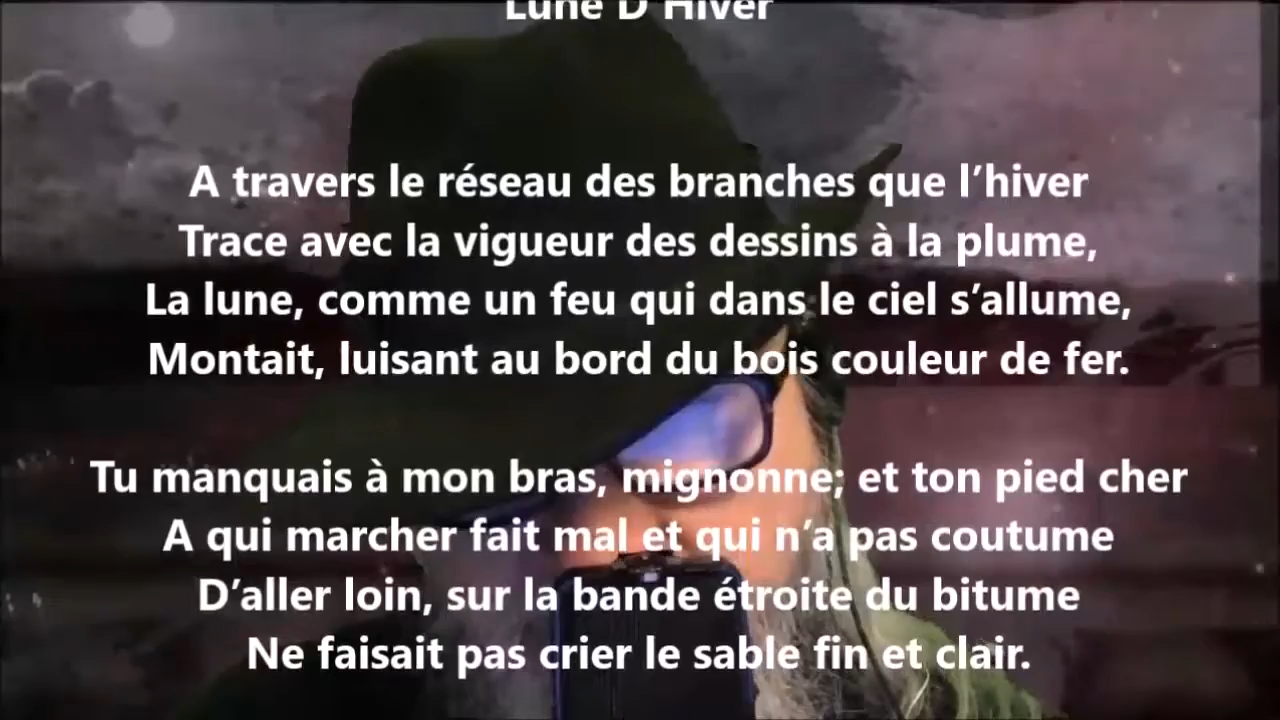 Lune D Hiver
A travers le réseau des branches que l’hiver
Trace avec la vigueur des dessins à la plume,
La lune, comme un feu qui dans le ciel s’allume,
Montait, luisant au bord du bois couleur de fer.
Tu manquais à mon bras, mignonne; et ton pied cher
A qui marcher fait mal et qui n’a pas coutume
D’aller loin, sur la bande étroite du bitume
Ne faisait pas crier le sable fin et clair.